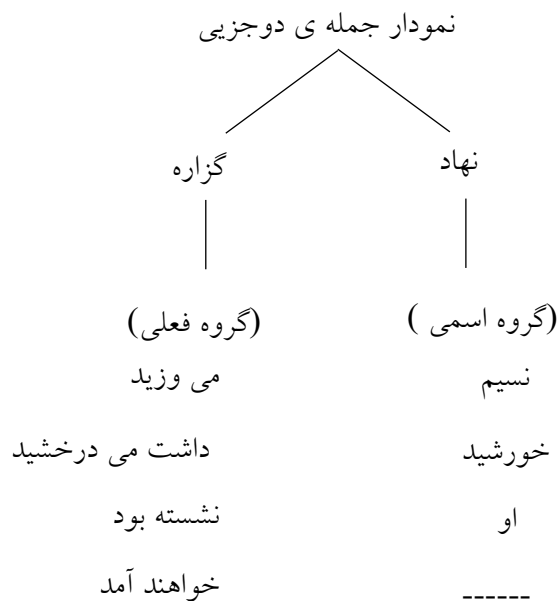 نمودار جمله ی دوجزیی
نهاد گزاره
(گروه اسمی ) (گروه فعلی)
نسیم می وزید
خورشید داشت می درخشید
او نشسته بود
------ خواهند آمد